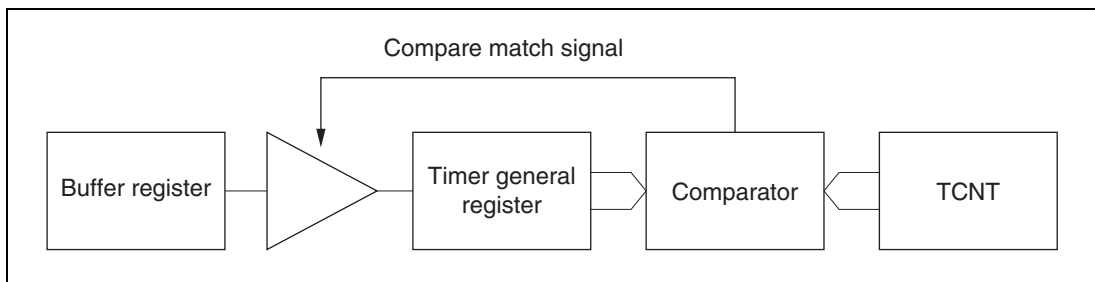 Compare match signal
Buffer register
Timer general
register
Comparator
TCNT